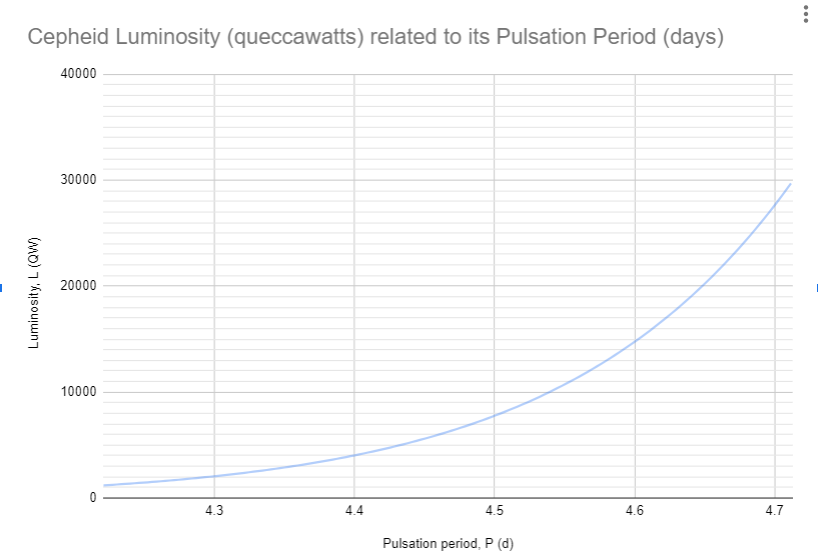 Cepheid Luminosity (queccawatts) related to its Pulsation Period (days)
40000
30000
20000
10000
0
Luminosity, L (QW)
4.3 4.4 4.5 4.6 4.7
Pulsation period, P (d)